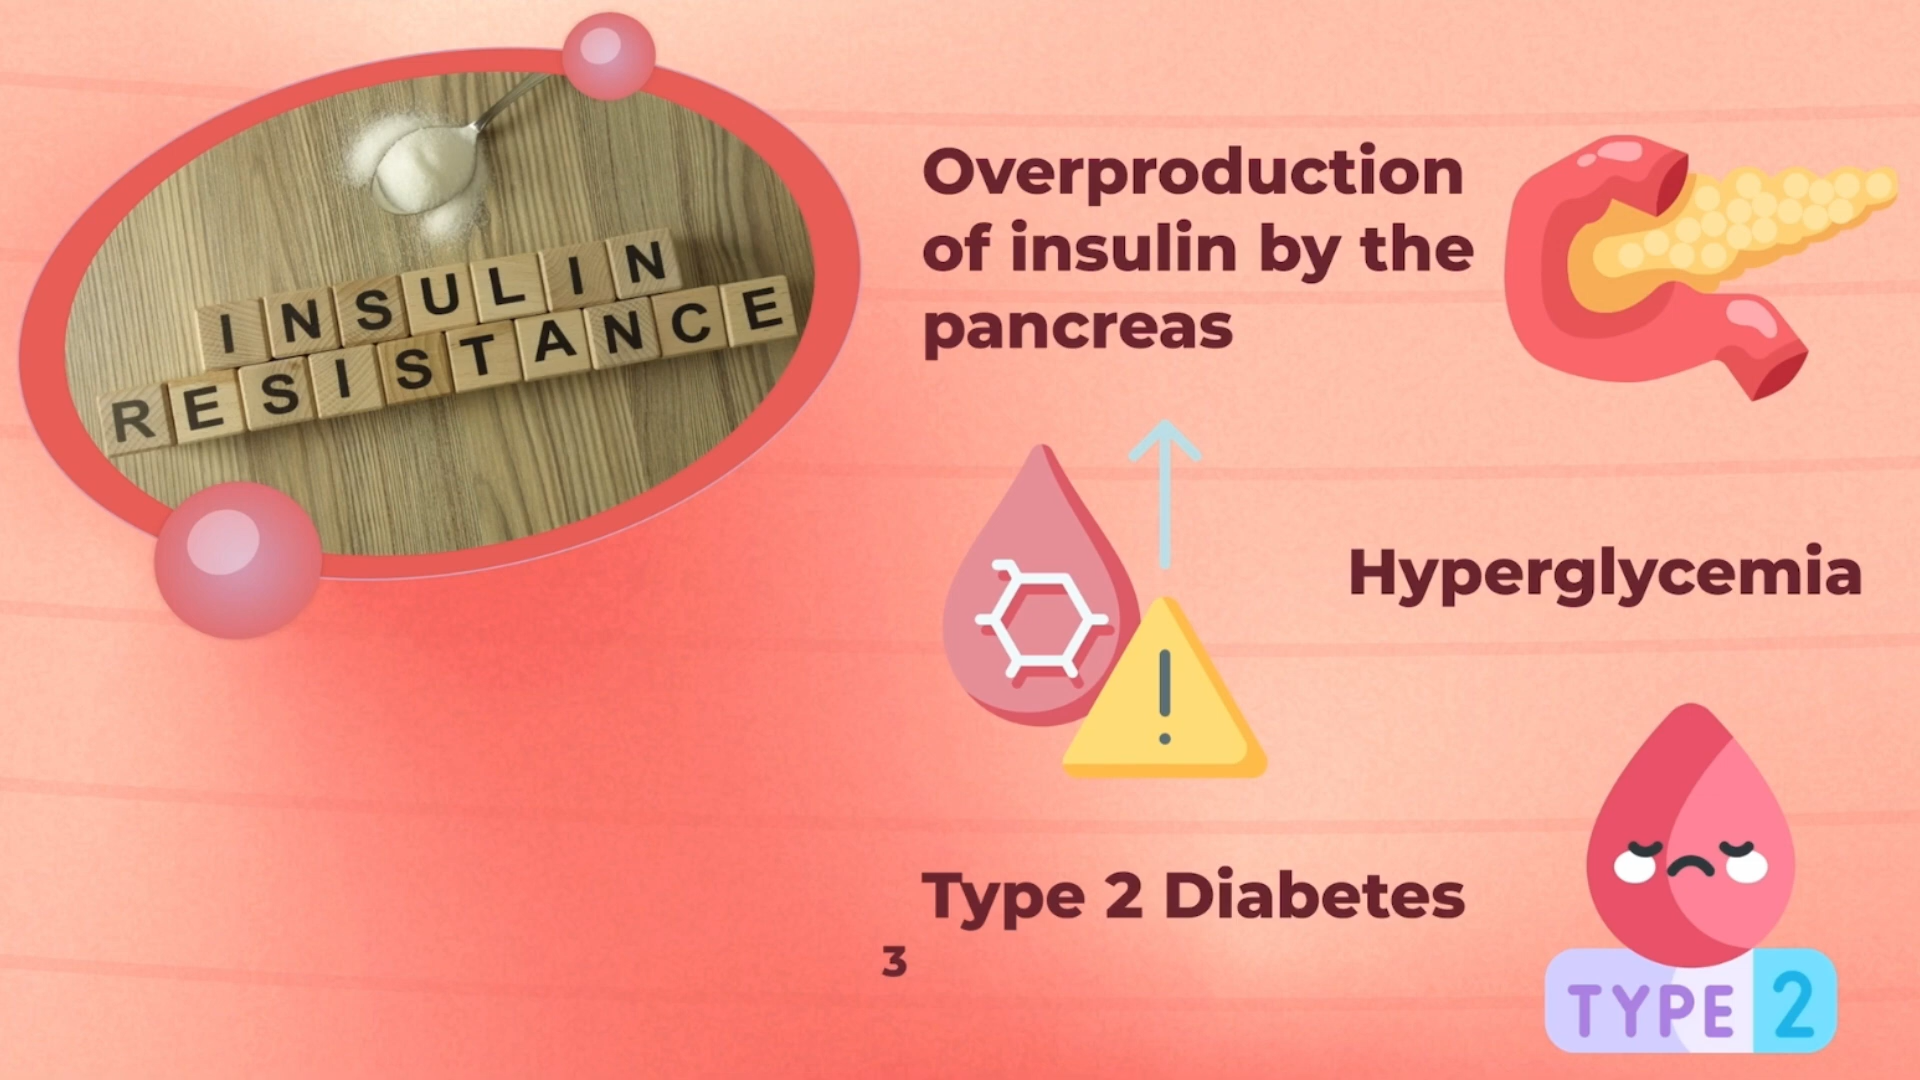 INSULIN
RESISTANCE
Overproduction
of insulin by the
pancreas
Hyperglycemia
Type 2 Diabetes
3
TYPE 2